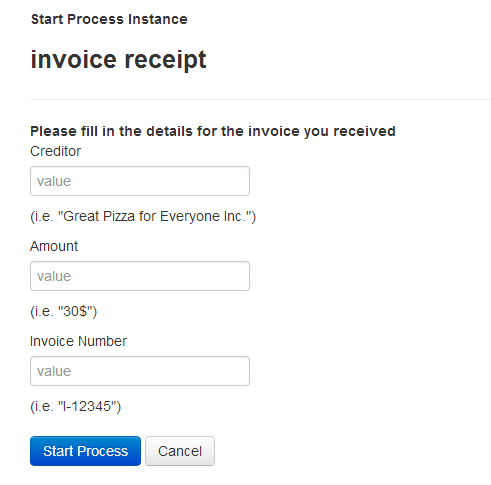 Start Process Instance
invoice receipt
Please fill in the details for the invoice you received
Creditor
value
(i.e. "Great Pizza for Everyone Inc.")
Amount
value
(i.e. "30$")
Invoice Number
value
(i.e. "I-12345")
Start Process Cancel